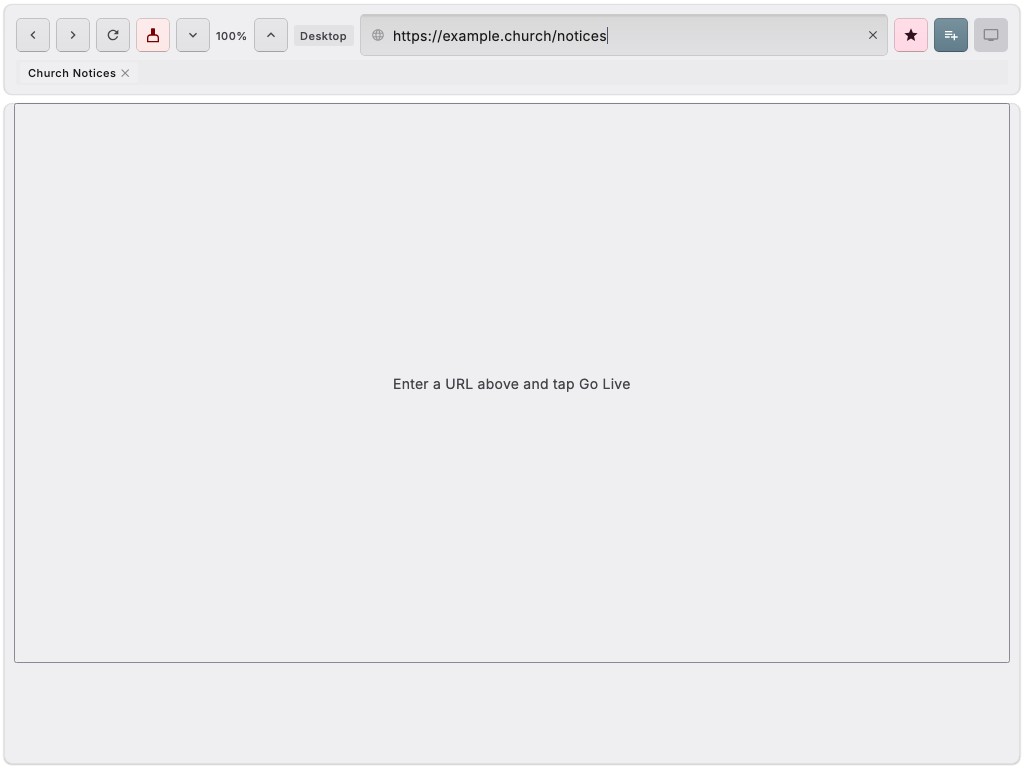 100%
Desktop
https://example.church/notices
Church Notices
Enter a URL above and tap Go Live